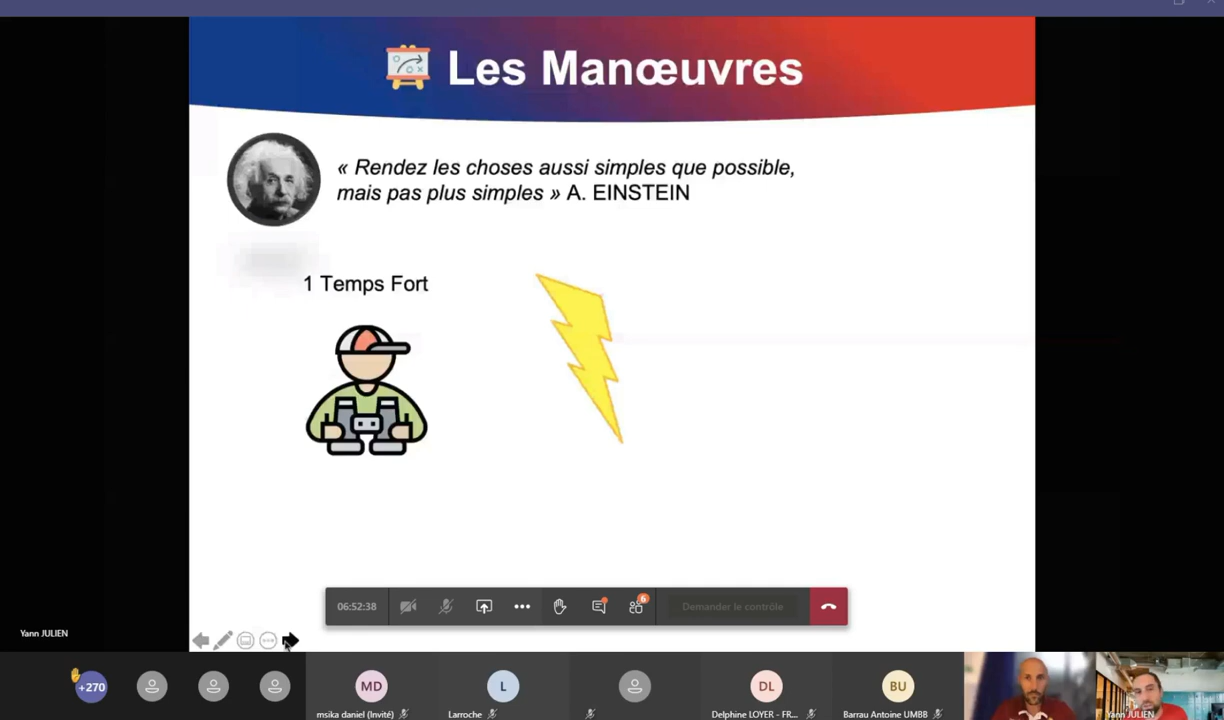 Les Manœuvres
« Rendez les choses aussi simples que possible,
mais pas plus simples » A. EINSTEIN
1 Temps Fort
06:52:38
6
Demander le contrôle
Yann JULIEN
+270
MD
L
DL
BU
msika daniel (Invité)
Larroche
Delphine LOYER - FR...
Barrau Antoine UMBB
Yann JULIEN